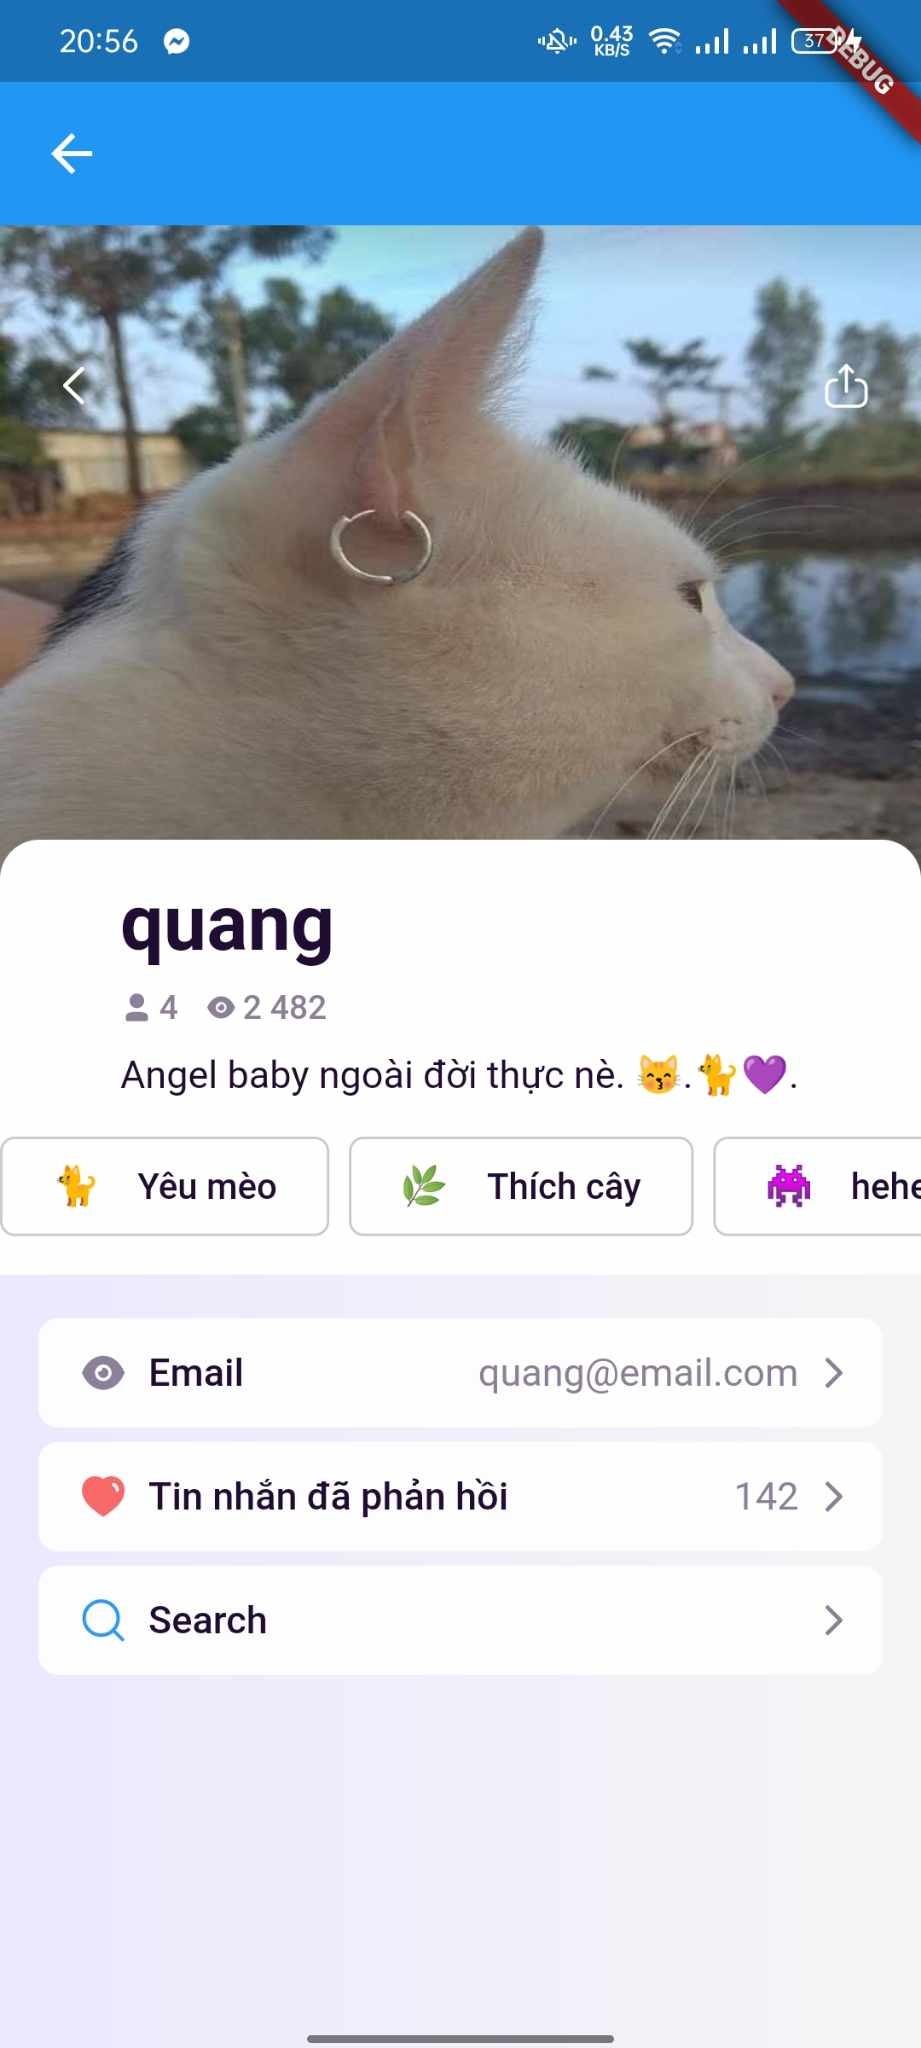 20:56 0.43 KB/S 37
DEBUG
quang
4 2 482
Angel baby ngoài đời thực nè. 😽.🐈💜.
🐈 Yêu mèo 🌿 Thích cây 👾 hehe
Email quang@email.com
Tin nhắn đã phản hồi 142
Search